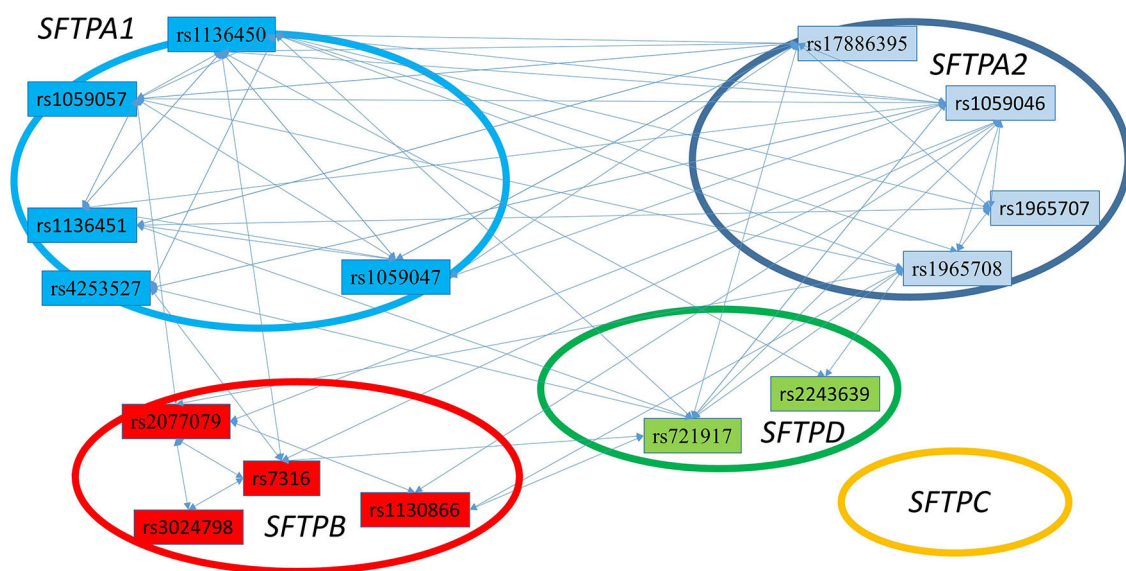 SFTPA1
rs1136450
rs17886395
SFTPA2
rs1059057
rs1059046
rs1136451
rs1965707
rs4253527
rs1059047
rs1965708
rs2077079
rs2243639
rs721917
SFTPD
rs7316
rs1130866
rs3024798
SFTPB
SFTPC